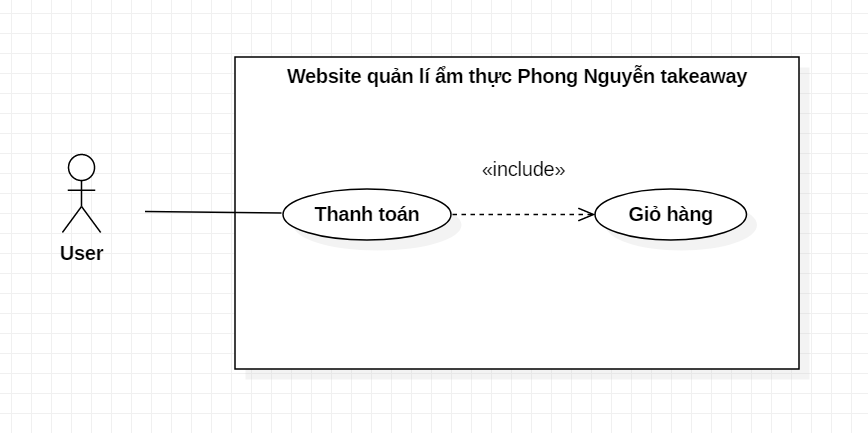 Website quản lí ẩm thực Phong Nguyễn takeaway
«include»
Thanh toán
Giỏ hàng
User